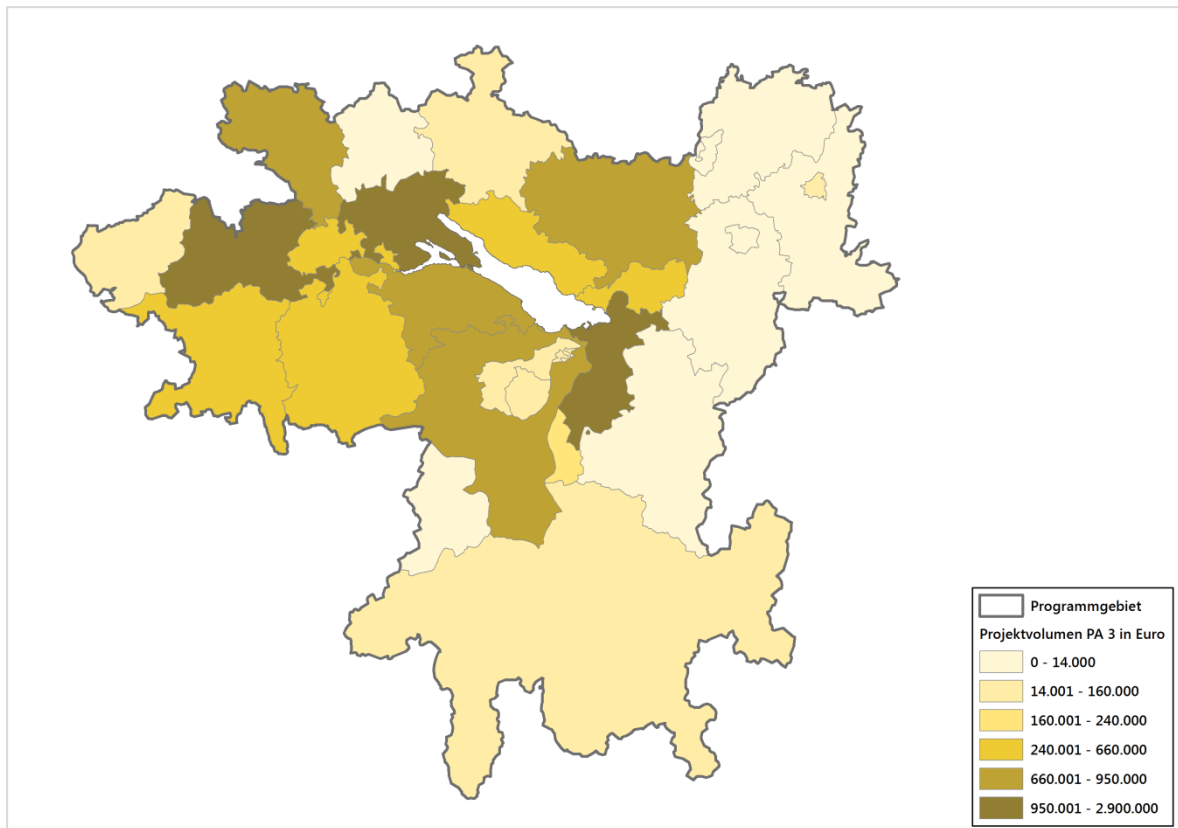 Programmgebiet
Projektvolumen PA 3 in Euro
0 - 14.000
14.001 - 160.000
160.001 - 240.000
240.001 - 660.000
660.001 - 950.000
950.001 - 2.900.000